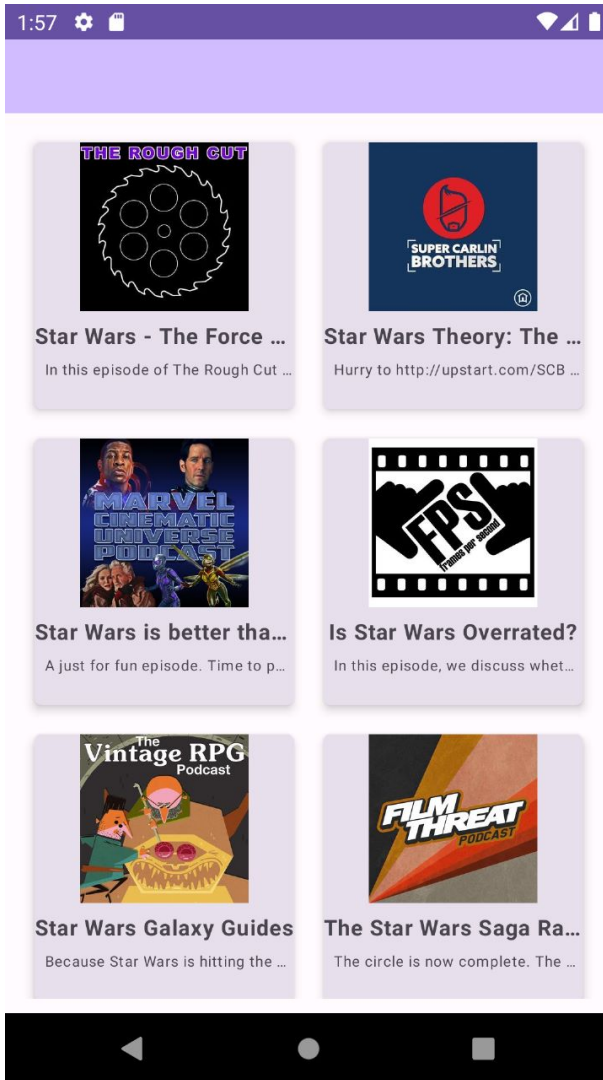 1:57
THE ROUGH CUT
SUPER CARLIN
BROTHERS
Star Wars - The Force ...
Star Wars Theory: The ...
In this episode of The Rough Cut ...
Hurry to http://upstart.com/SCB ...
MARVEL
CINEMATIC
UNIVERSE
PODCAST
FPS
frames per second
Star Wars is better tha...
Is Star Wars Overrated?
A just for fun episode. Time to p...
In this episode, we discuss whet...
The
Vintage RPG
Podcast
FILM
THREAT
PODCAST
Star Wars Galaxy Guides
The Star Wars Saga Ra...
Because Star Wars is hitting the ...
The circle is now complete. The ...